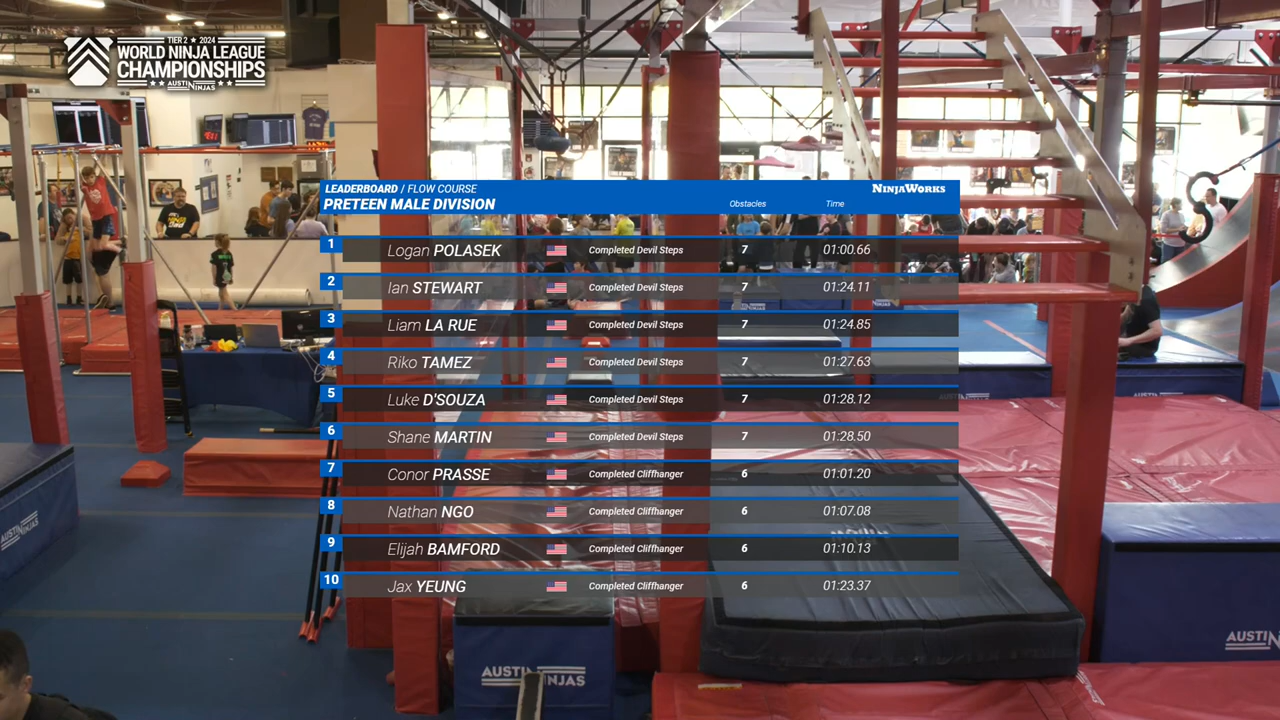 TIER 2 ★ 2024
WORLD NINJA LEAGUE
CHAMPIONSHIPS
AUSTIN NINJAS
LEADERBOARD / FLOW COURSE
NINJAWORKS
PRETEEN MALE DIVISION Obstacles Time
1 Logan POLASEK Completed Devil Steps 7 01:00.66
2 Ian STEWART Completed Devil Steps 7 01:24.11
3 Liam LA RUE Completed Devil Steps 7 01:24.85
4 Riko TAMEZ Completed Devil Steps 7 01:27.63
5 Luke D'SOUZA Completed Devil Steps 7 01:28.12
6 Shane MARTIN Completed Devil Steps 7 01:28.50
7 Conor PRASSE Completed Cliffhanger 6 01:01.20
8 Nathan NGO Completed Cliffhanger 6 01:07.08
9 Elijah BAMFORD Completed Cliffhanger 6 01:10.13
10 Jax YEUNG Completed Cliffhanger 6 01:23.37
AUSTIN NINJAS
AUSTIN NINJAS
AUSTIN